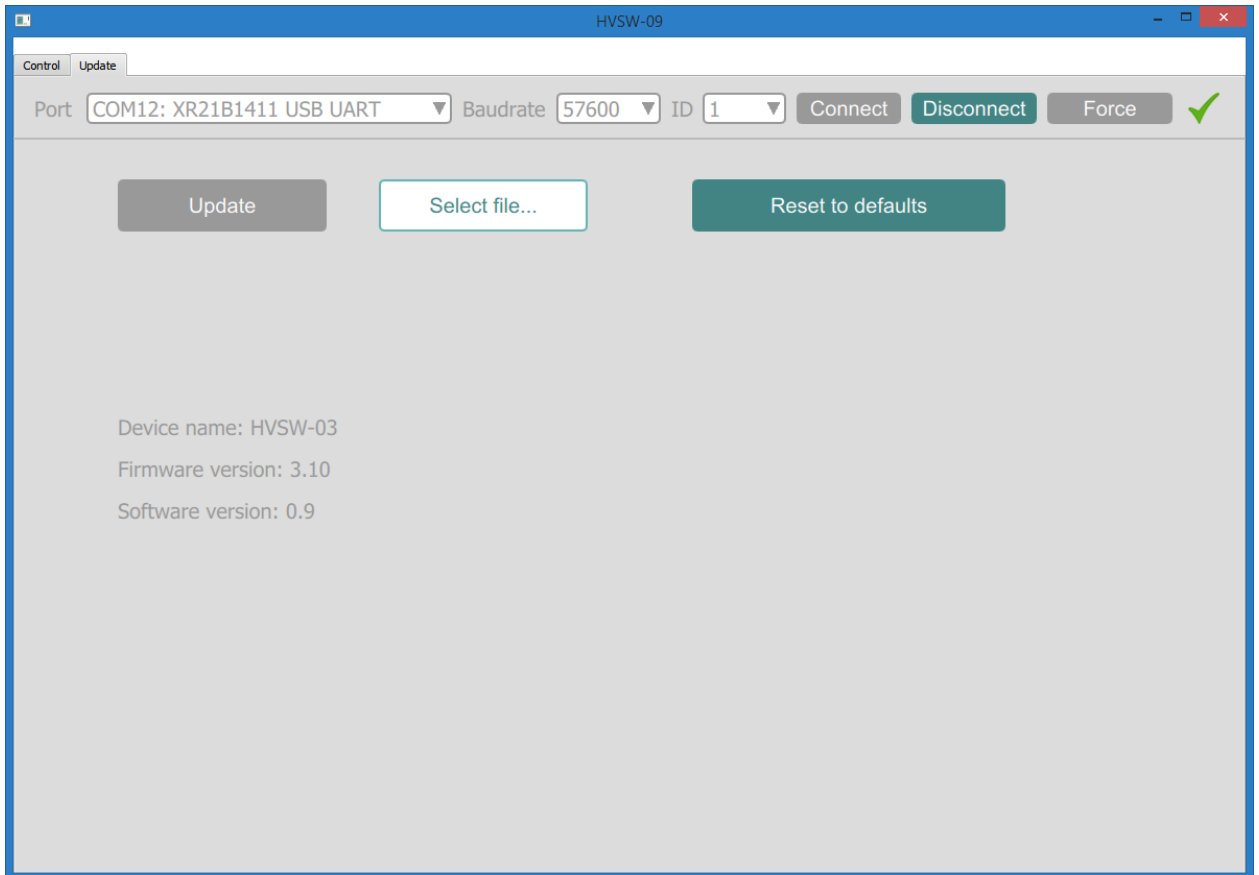 HVSW-09
Control Update
Port COM12: XR21B1411 USB UART Baudrate 57600 ID 1 Connect Disconnect Force
Update Select file... Reset to defaults
Device name: HVSW-03
Firmware version: 3.10
Software version: 0.9